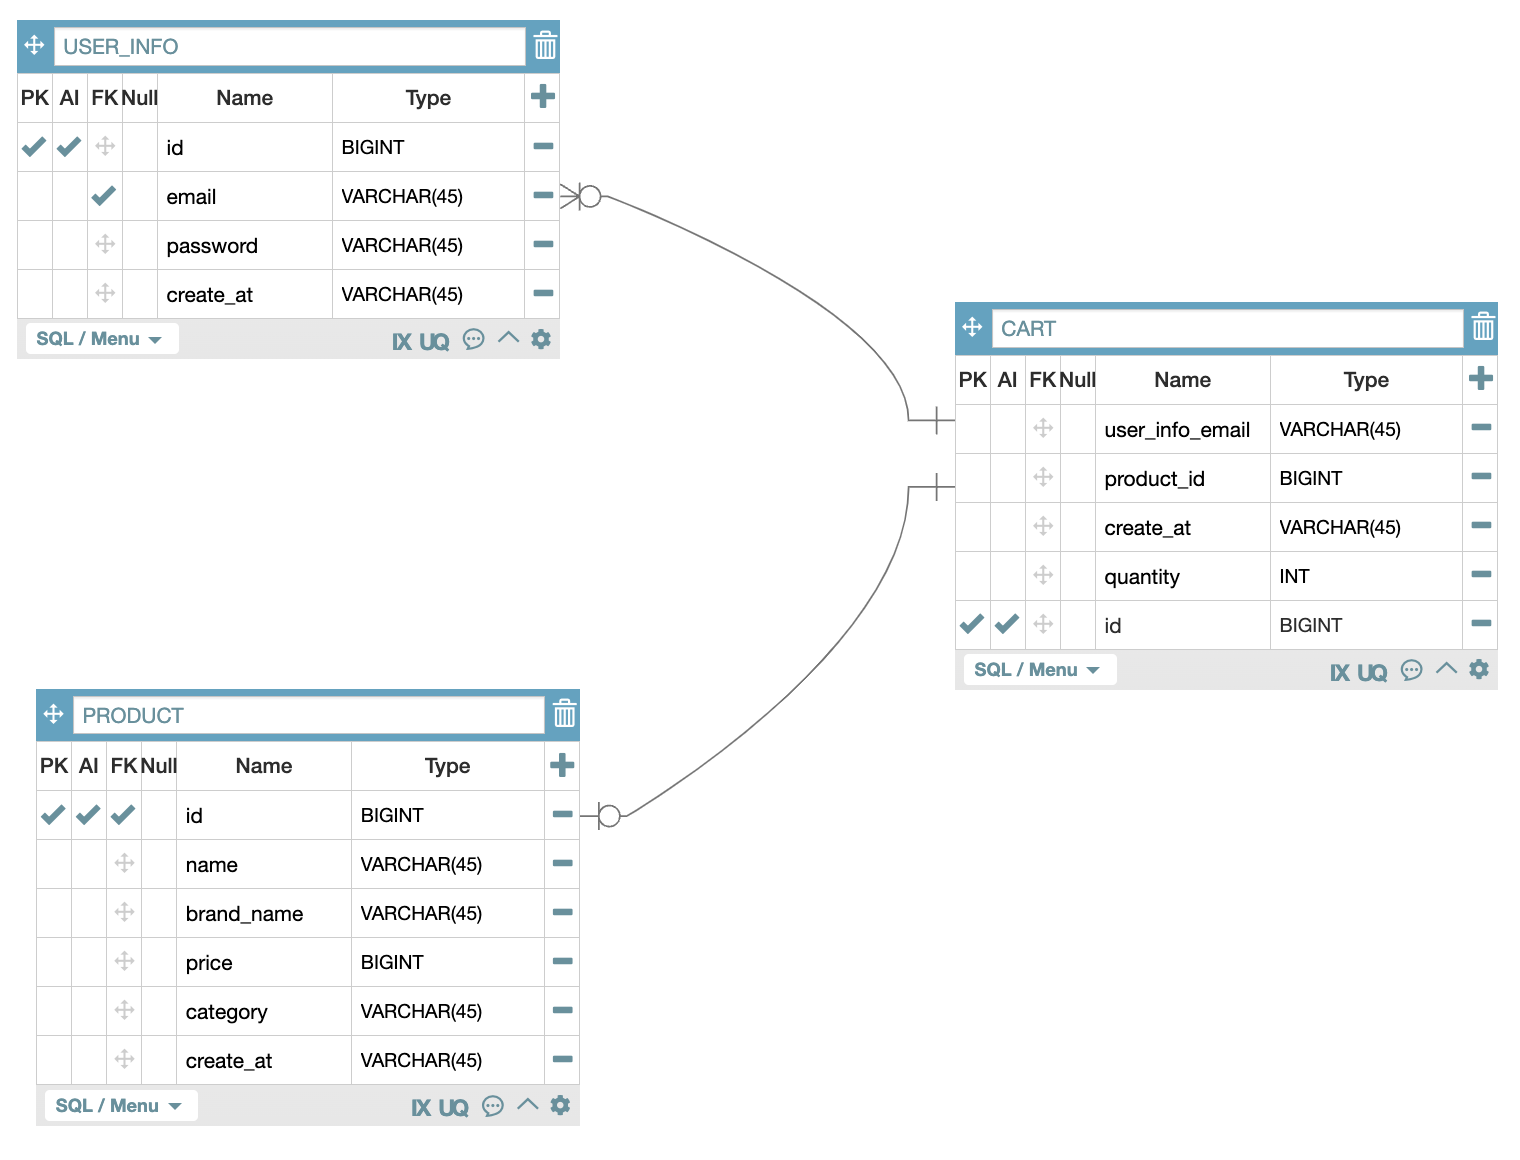 USER_INFO
PK AI FK Null Name Type
id BIGINT
email VARCHAR(45)
password VARCHAR(45)
create_at VARCHAR(45)
SQL / Menu IX UQ
CART
PK AI FK Null Name Type
user_info_email VARCHAR(45)
product_id BIGINT
create_at VARCHAR(45)
quantity INT
id BIGINT
SQL / Menu IX UQ
PRODUCT
PK AI FK Null Name Type
id BIGINT
name VARCHAR(45)
brand_name VARCHAR(45)
price BIGINT
category VARCHAR(45)
create_at VARCHAR(45)
SQL / Menu IX UQ